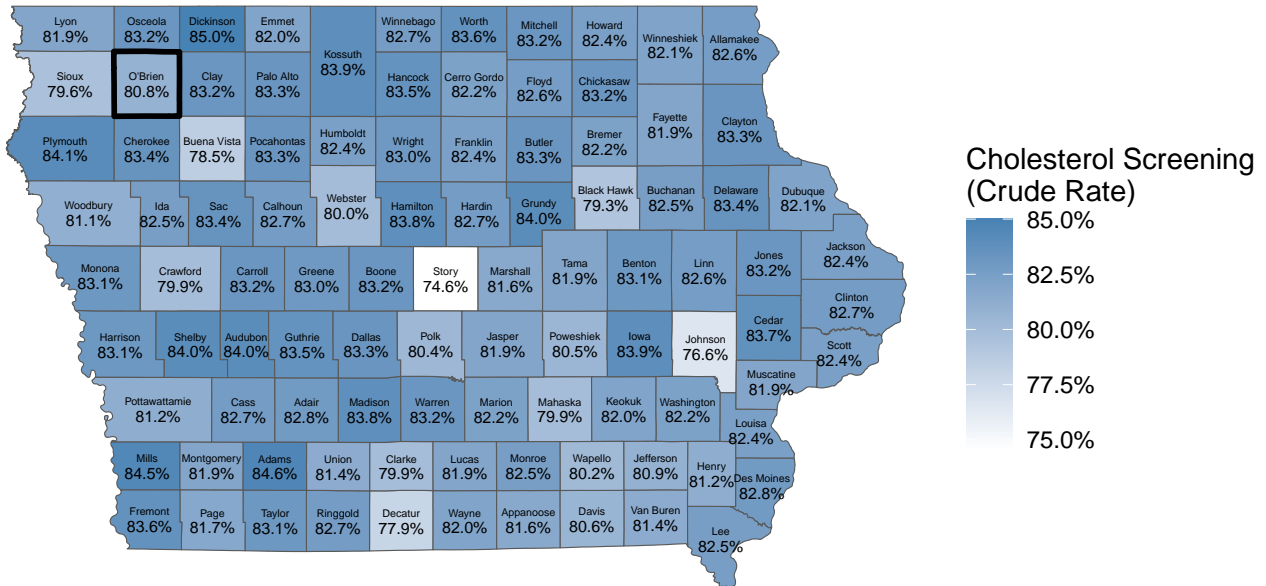 Lyon
81.9%
Osceola
83.2%
Dickinson
85.0%
Emmet
82.0%
Kossuth
83.9%
Winnebago
82.7%
Worth
83.6%
Mitchell
83.2%
Howard
82.4%
Winneshiek
82.1%
Allamakee
82.6%
Sioux
79.6%
O'Brien
80.8%
Clay
83.2%
Palo Alto
83.3%
Hancock
83.5%
Cerro Gordo
82.2%
Floyd
82.6%
Chickasaw
83.2%
Fayette
81.9%
Clayton
83.3%
Plymouth
84.1%
Cherokee
83.4%
Buena Vista
78.5%
Pocahontas
83.3%
Humboldt
82.4%
Wright
83.0%
Franklin
82.4%
Butler
83.3%
Bremer
82.2%
Woodbury
81.1%
Ida
82.5%
Sac
83.4%
Calhoun
82.7%
Webster
80.0%
Hamilton
83.8%
Hardin
82.7%
Grundy
84.0%
Black Hawk
79.3%
Buchanan
82.5%
Delaware
83.4%
Dubuque
82.1%
Monona
83.1%
Crawford
79.9%
Carroll
83.2%
Greene
83.0%
Boone
83.2%
Story
74.6%
Marshall
81.6%
Tama
81.9%
Benton
83.1%
Linn
82.6%
Jones
83.2%
Jackson
82.4%
Clinton
82.7%
Harrison
83.1%
Shelby
84.0%
Audubon
84.0%
Guthrie
83.5%
Dallas
83.3%
Polk
80.4%
Jasper
81.9%
Poweshiek
80.5%
Iowa
83.9%
Johnson
76.6%
Cedar
83.7%
Scott
82.4%
Muscatine
81.9%
Pottawattamie
81.2%
Cass
82.7%
Adair
82.8%
Madison
83.8%
Warren
83.2%
Marion
82.2%
Mahaska
79.9%
Keokuk
82.0%
Washington
82.2%
Louisa
82.4%
Mills
84.5%
Montgomery
81.9%
Adams
84.6%
Union
81.4%
Clarke
79.9%
Lucas
81.9%
Monroe
82.5%
Wapello
80.2%
Jefferson
80.9%
Henry
81.2%
Des Moines
82.8%
Fremont
83.6%
Page
81.7%
Taylor
83.1%
Ringgold
82.7%
Decatur
77.9%
Wayne
82.0%
Appanoose
81.6%
Davis
80.6%
Van Buren
81.4%
Lee
82.5%
Cholesterol Screening
(Crude Rate)
85.0%
82.5%
80.0%
77.5%
75.0%